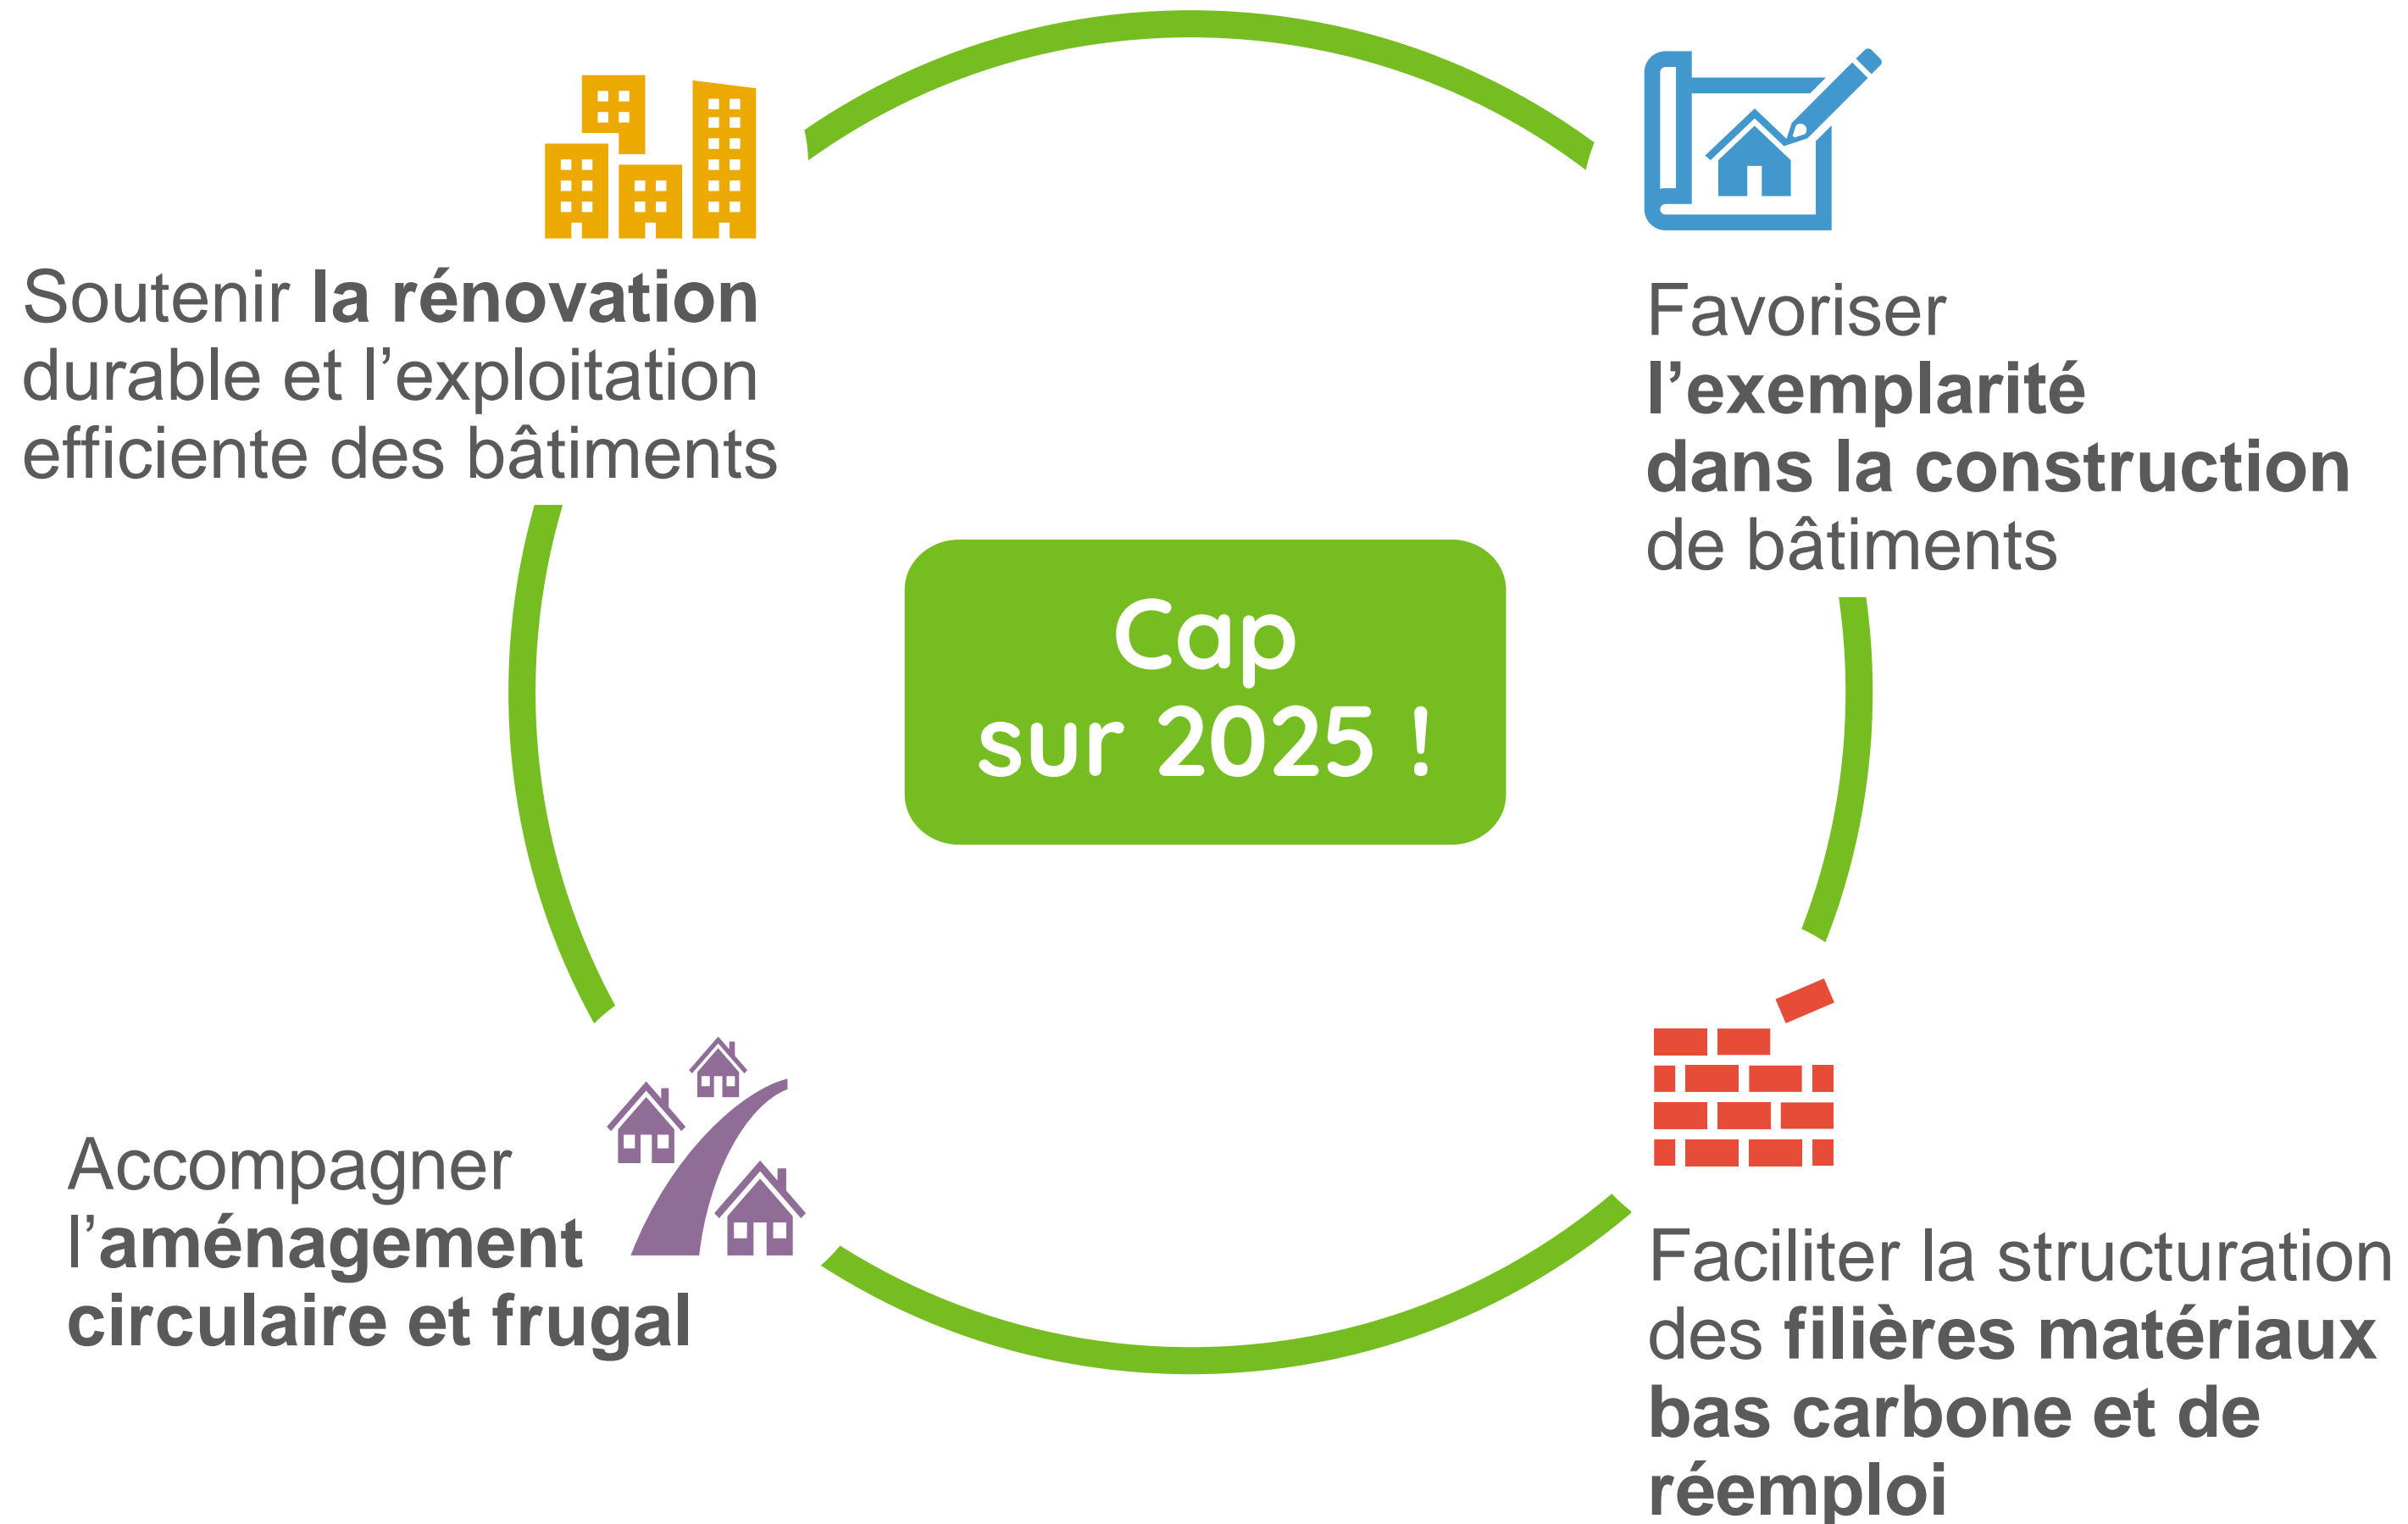 Soutenir la rénovation
durable et l'exploitation
efficiente des bâtiments
Favoriser
l'exemplarité
dans la construction
de bâtiments
Cap
sur 2025 !
Accompagner
l'aménagement
circulaire et frugal
Faciliter la structuration
des filières matériaux
bas carbone et de
réemploi